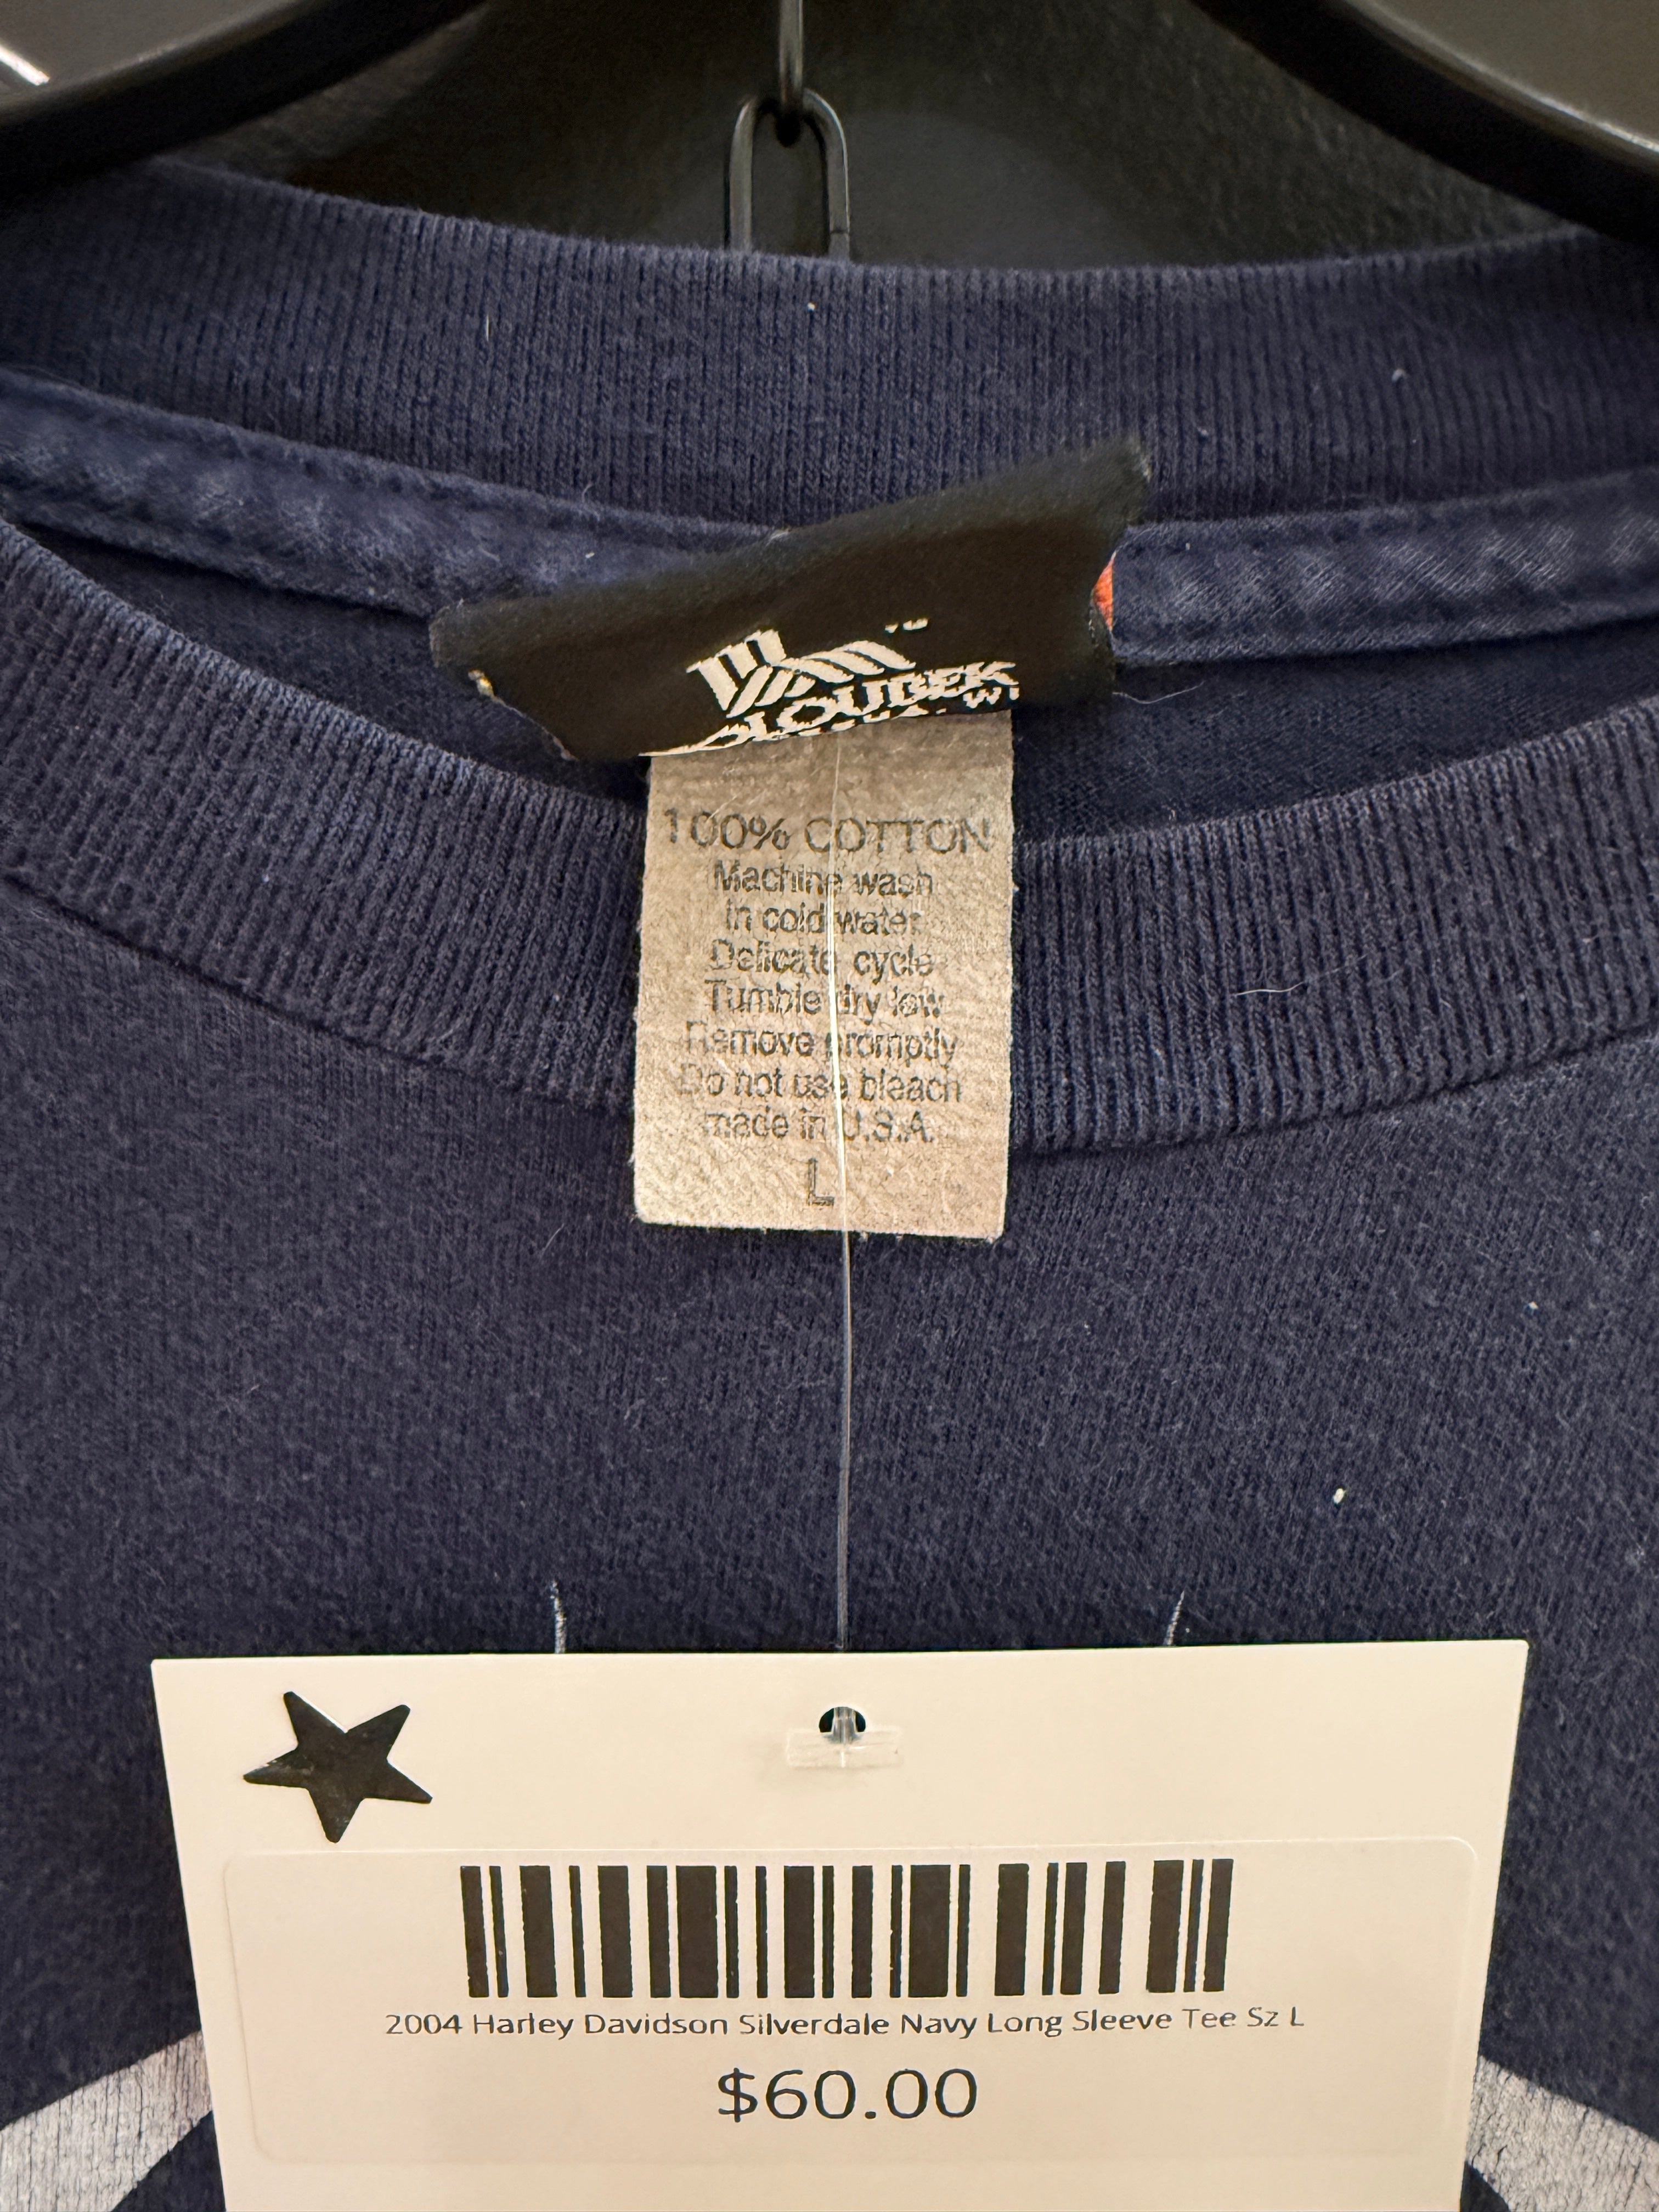 100% COTTON
Machine wash
in cold water
Delicate cycle
Tumble dry low
Remove promptly
Do not use bleach
made in U.S.A.
L
2004 Harley Davidson Silverdale Navy Long Sleeve Tee Sz L
$60.00